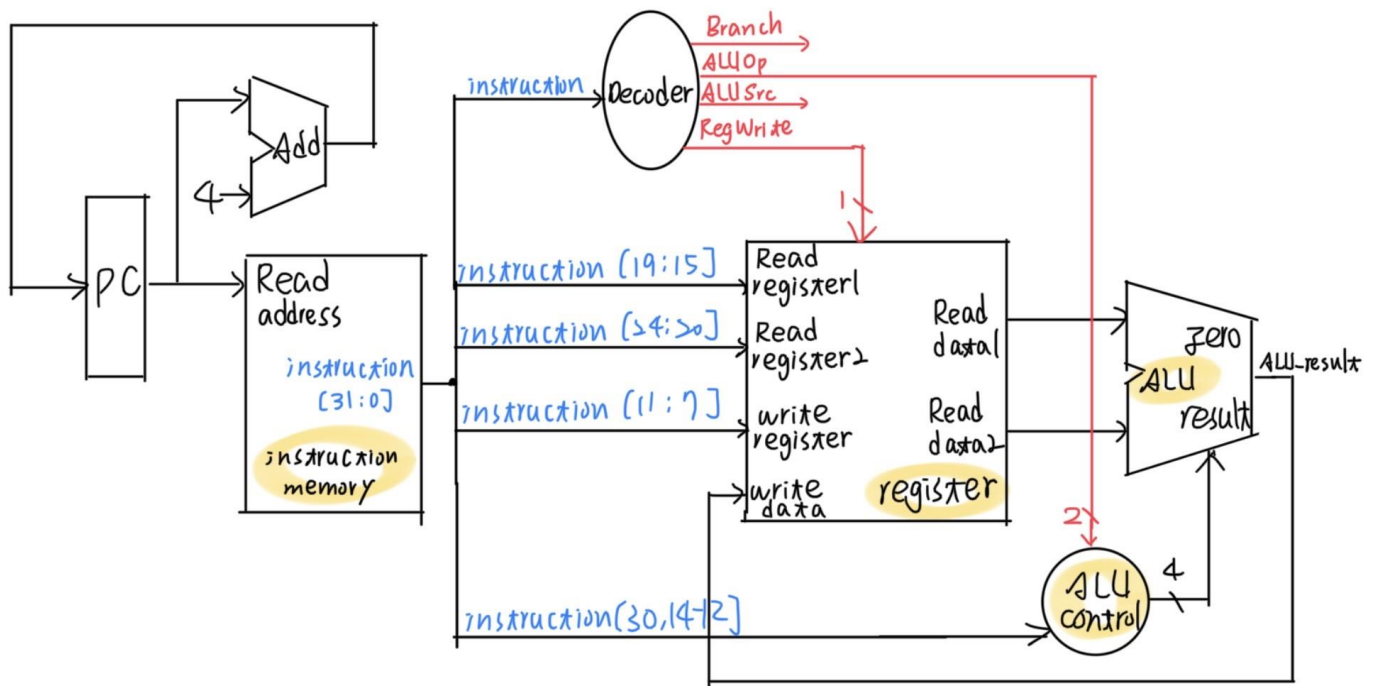 Branch
ALUOp
instruction
Decoder
ALUSrc
RegWrite
Add
4
1
PC
Read
address
instruction
[31:0]
instruction
memory
instruction [19:15]
instruction [24:20]
instruction [11:7]
instruction[30,14-12]
Read
register1
Read
register2
write
register
write
data
Read
data1
Read
data2
register
zero
ALU
result
ALU_result
2
ALU
control
4